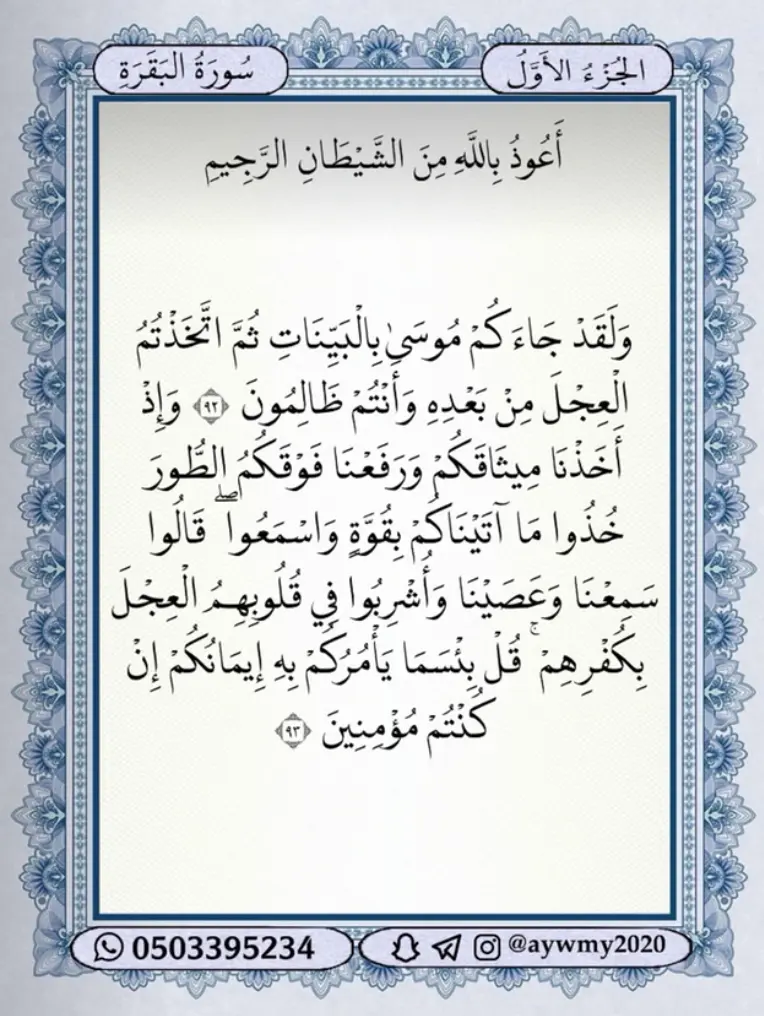 الجُزْءُ الأَوَّلُ
سُورَةُ البَقَرَةِ
أَعُوذُ بِاللَّهِ مِنَ الشَّيْطَانِ الرَّجِيمِ
وَلَقَدْ جَاءَكُمْ مُوسَىٰ بِالْبَيِّنَاتِ ثُمَّ اتَّخَذْتُمُ
الْعِجْلَ مِنْ بَعْدِهِ وَأَنْتُمْ ظَالِمُونَ ٩٢ وَإِذْ
أَخَذْنَا مِيثَاقَكُمْ وَرَفَعْنَا فَوْقَكُمُ الطُّورَ
خُذُوا مَا آتَيْنَاكُمْ بِقُوَّةٍ وَاسْمَعُوا ۖ قَالُوا
سَمِعْنَا وَعَصَيْنَا وَأُشْرِبُوا فِي قُلُوبِهِمُ الْعِجْلَ
بِكُفْرِهِمْ ۚ قُلْ بِئْسَمَا يَأْمُرُكُمْ بِهِ إِيمَانُكُمْ إِنْ
كُنْتُمْ مُؤْمِنِينَ ٩٣
0503395234
@aywmy2020